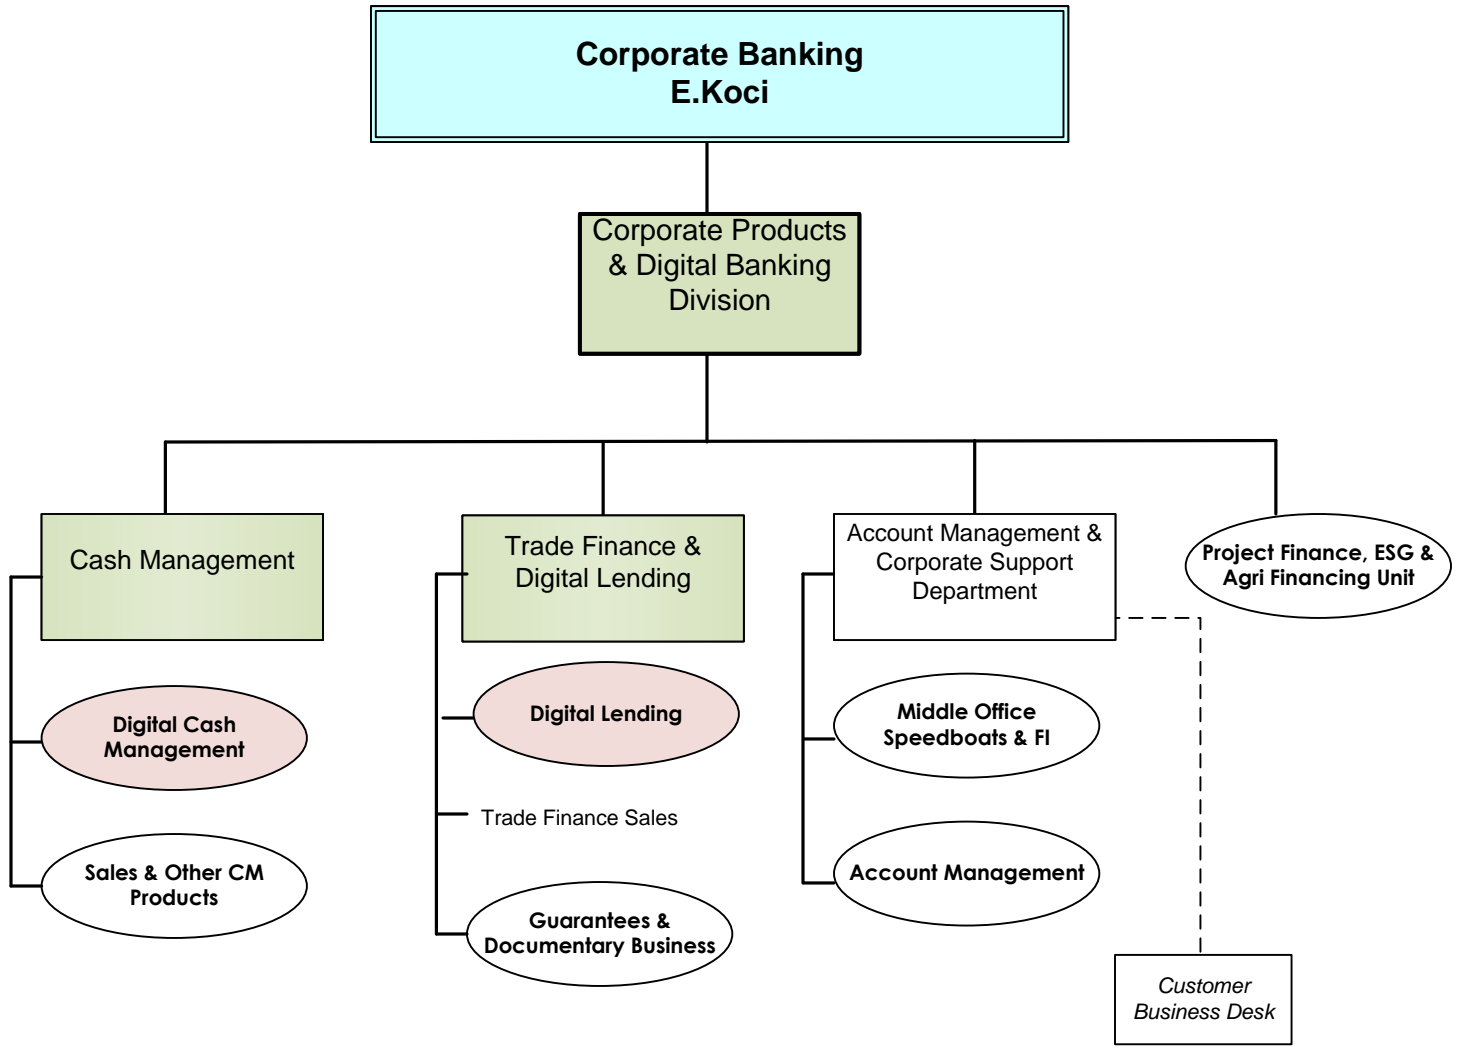 Corporate Banking
E.Koci
Corporate Products
& Digital Banking
Division
Cash Management
Trade Finance &
Digital Lending
Account Management &
Corporate Support
Department
Project Finance, ESG &
Agri Financing Unit
Digital Cash
Management
Digital Lending
Middle Office
Speedboats & FI
Trade Finance Sales
Sales & Other CM
Products
Account Management
Guarantees &
Documentary Business
Customer
Business Desk